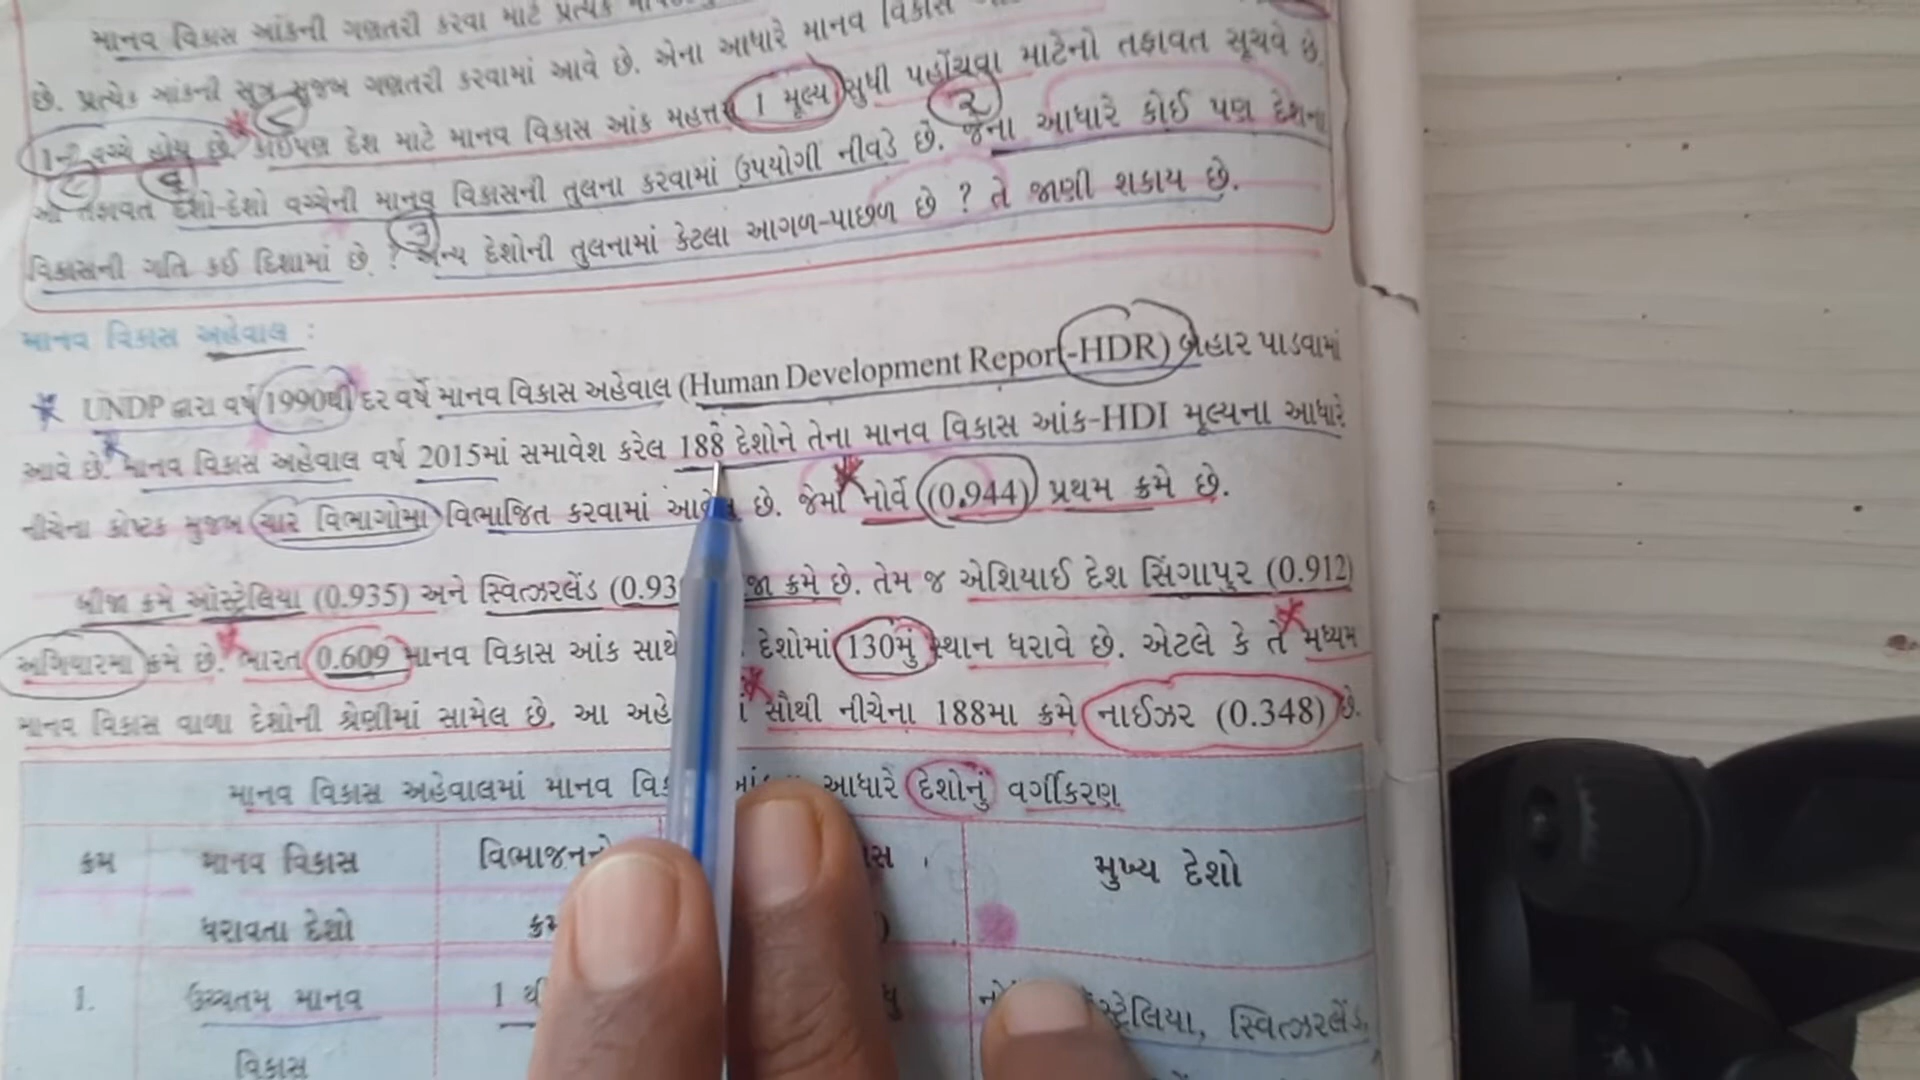 માનવ વિકાસ આંકની ગણતરી કરવા માટે પ્રત્યેક
છે. પ્રત્યેક આંકની સૂત્ર મુજબ ગણતરી કરવામાં આવે છે. એના આધારે માનવ વિકાસ
1ની વચ્ચે હોય છે. કોઈપણ દેશ માટે માનવ વિકાસ આંક મહત્તમ 1 મૂલ્ય સુધી પહોંચવા માટેનો તફાવત સૂચવે છે.
આ તફાવત દેશો-દેશો વચ્ચેની માનવ વિકાસની તુલના કરવામાં ઉપયોગી નીવડે છે. જેના આધારે કોઈ પણ દેશના
વિકાસની ગતિ કઈ દિશામાં છે ? અન્ય દેશોની તુલનામાં કેટલા આગળ-પાછળ છે ? તે જાણી શકાય છે.
માનવ વિકાસ અહેવાલ :
UNDP દ્વારા વર્ષ 1990થી દર વર્ષે માનવ વિકાસ અહેવાલ (Human Development Report-HDR) બહાર પાડવામાં
આવે છે. માનવ વિકાસ અહેવાલ વર્ષ 2015માં સમાવેશ કરેલ 188 દેશોને તેના માનવ વિકાસ આંક-HDI મૂલ્યના આધારે
નીચેના કોષ્ટક મુજબ ચાર વિભાગોમાં વિભાજિત કરવામાં છે. જેમાં નોર્વે (0.944) પ્રથમ ક્રમે છે.
બીજા ક્રમે ઑસ્ટ્રેલિયા (0.935) અને સ્વિત્ઝરલેંડ (0.93 ક્રમે છે. તેમ જ એશિયાઈ દેશ સિંગાપુર (0.912)
અગિયારમા ક્રમે છે. ભારત 0.609 માનવ વિકાસ આંક સાથે દેશોમાં 130મું સ્થાન ધરાવે છે. એટલે કે તે મધ્યમ
માનવ વિકાસ વાળા દેશોની શ્રેણીમાં સામેલ છે. આ સૌથી નીચેના 188મા ક્રમે નાઈઝર (0.348) છે.
માનવ વિકાસ અહેવાલમાં માનવ આધારે દેશોનું વર્ગીકરણ
ક્રમ માનવ વિકાસ મુખ્ય દેશો
ધરાવતા દેશો
1. ઉચ્ચતમ માનવ 1 સ્વિત્ઝરલેંડ,
વિકાસ